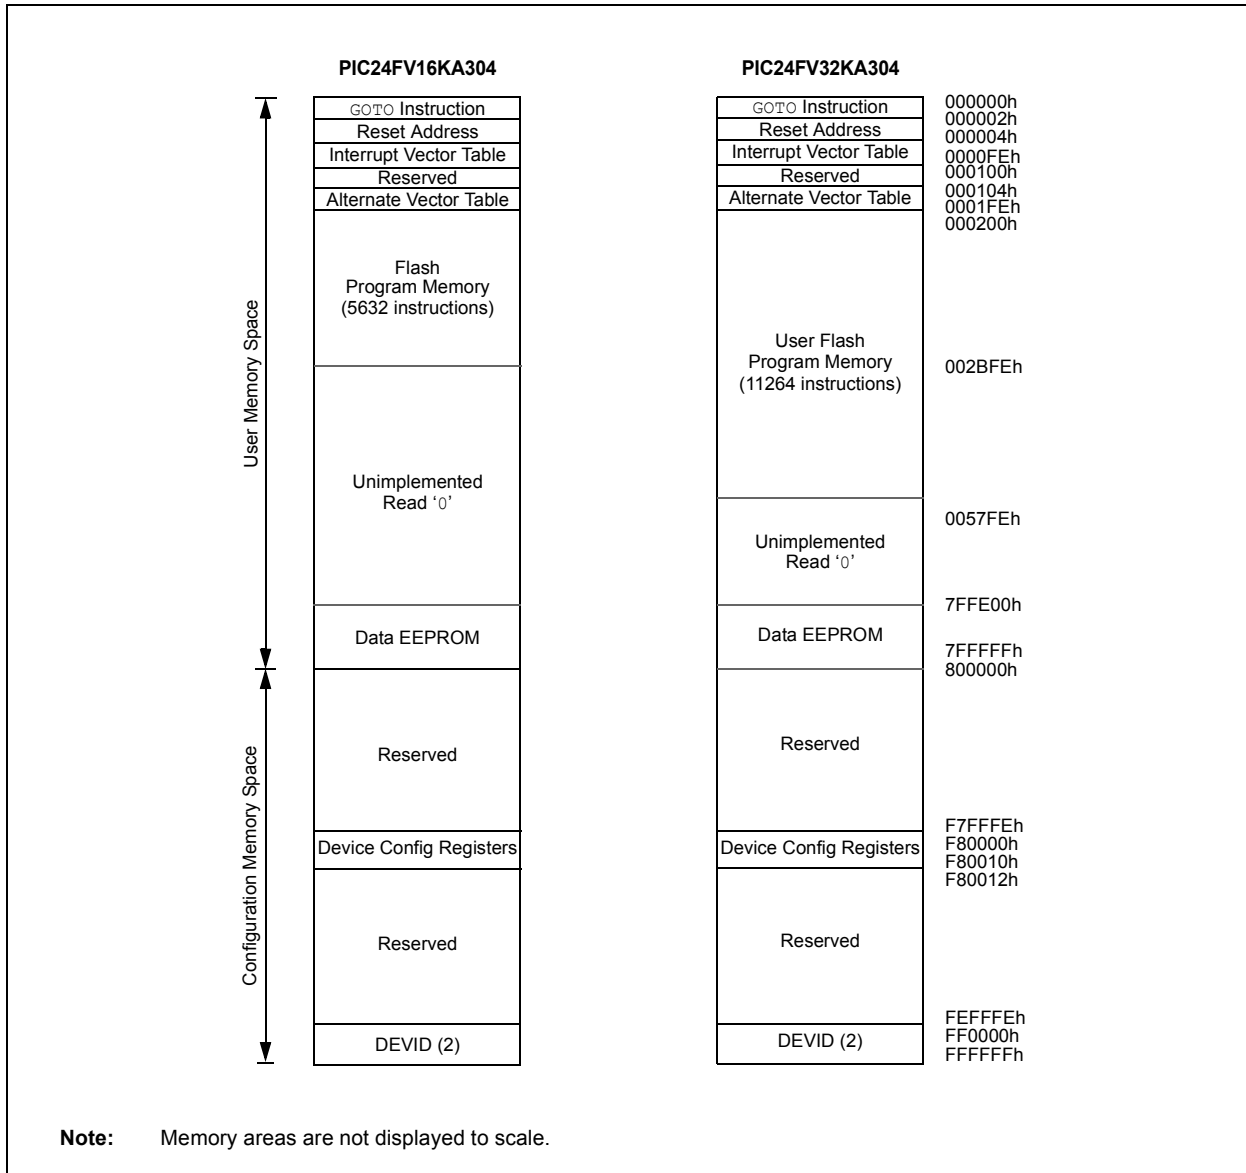 PIC24FV16KA304
PIC24FV32KA304
GOTO Instruction
Reset Address
Interrupt Vector Table
Reserved
Alternate Vector Table
Flash
Program Memory
(5632 instructions)
Unimplemented
Read ‘0’
Data EEPROM
Reserved
Device Config Registers
Reserved
DEVID (2)
GOTO Instruction
Reset Address
Interrupt Vector Table
Reserved
Alternate Vector Table
User Flash
Program Memory
(11264 instructions)
Unimplemented
Read ‘0’
Data EEPROM
Reserved
Device Config Registers
Reserved
DEVID (2)
000000h
000002h
000004h
0000FEh
000100h
000104h
0001FEh
000200h
002BFEh
0057FEh
7FFE00h
7FFFFFh
800000h
F7FFFEh
F80000h
F80010h
F80012h
FEFFFEh
FF0000h
FFFFFFh
User Memory Space
Configuration Memory Space
Note: Memory areas are not displayed to scale.